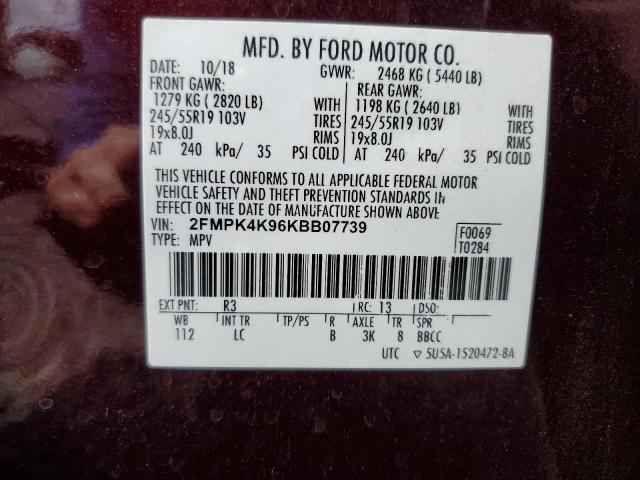 MFD. BY FORD MOTOR CO.
DATE: 10/18 GVWR: 2468 KG ( 5440 LB)
FRONT GAWR: REAR GAWR:
1279 KG ( 2820 LB) WITH 1198 KG ( 2640 LB) WITH
245/55R19 103V TIRES 245/55R19 103V TIRES
19x8.0J RIMS 19x8.0J RIMS
AT 240 kPa/ 35 PSI COLD AT 240 kPa/ 35 PSI COLD
THIS VEHICLE CONFORMS TO ALL APPLICABLE FEDERAL MOTOR
VEHICLE SAFETY AND THEFT PREVENTION STANDARDS IN
EFFECT ON THE DATE OF MANUFACTURE SHOWN ABOVE
VIN: 2FMPK4K96KBB07739 F0069
TYPE: MPV T0284
EXT PNT: R3 RC: 13 DSO:
WB INT TR TP/PS R AXLE TR SPR
112 LC B 3K 8 BBCC
UTC ▽ 5U5A-1520472-BA